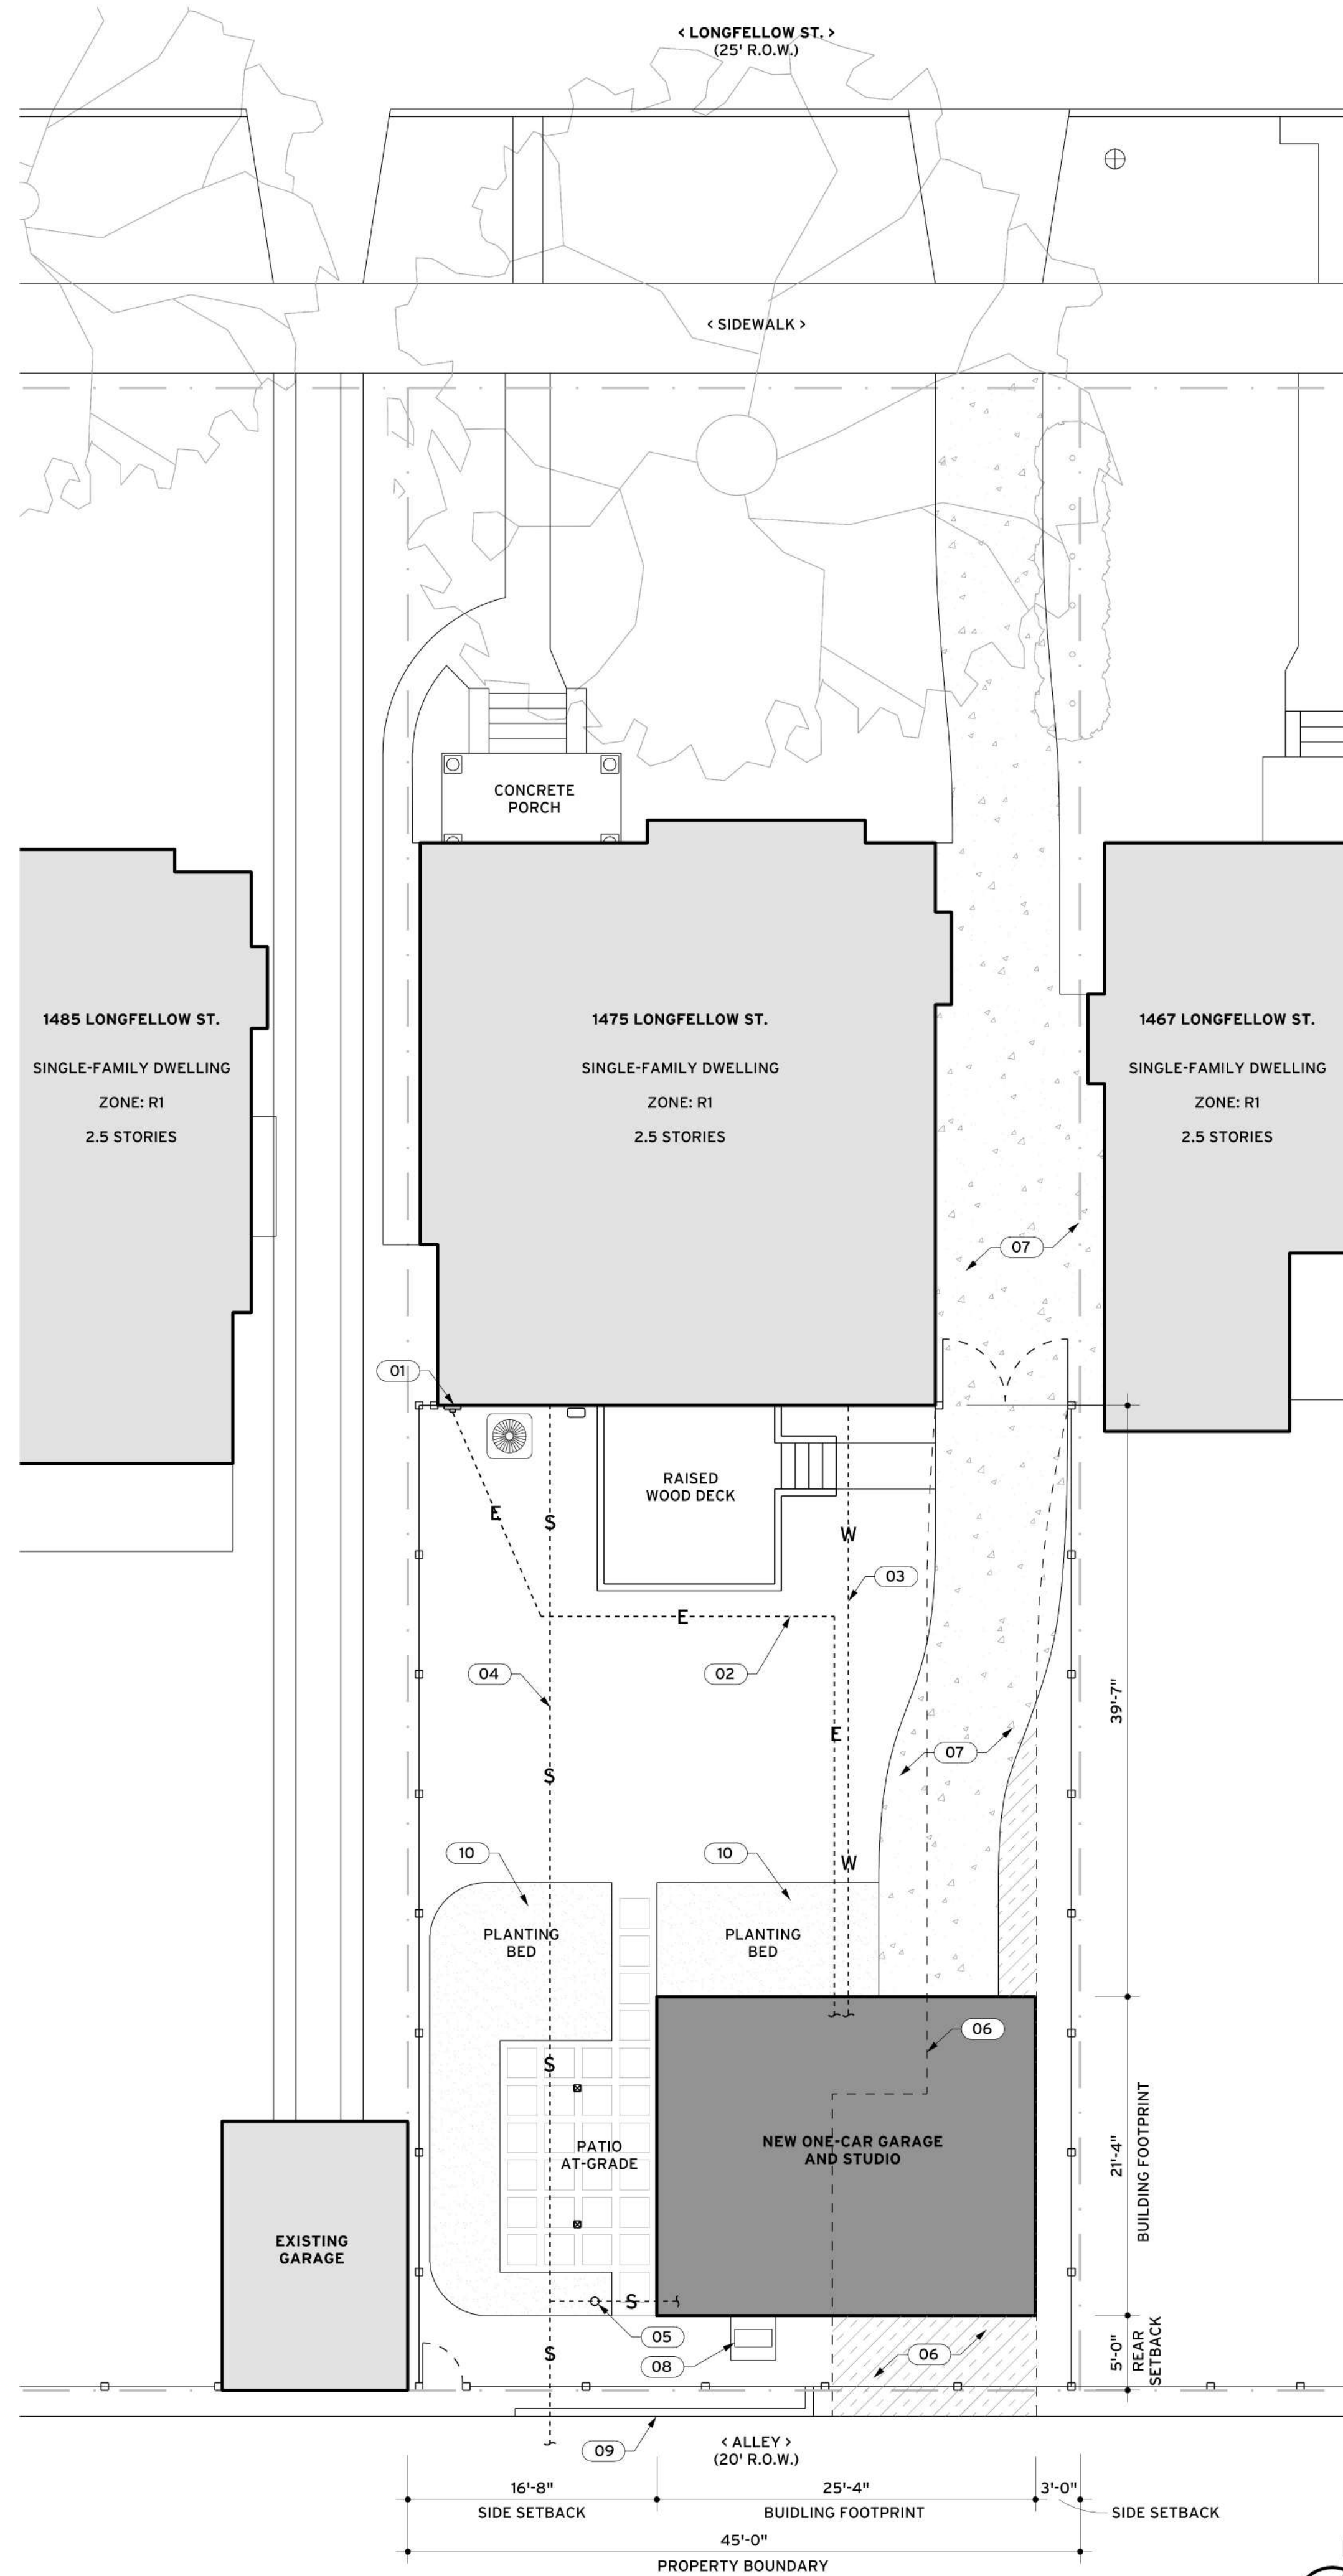 < LONGFELLOW ST. >
(25' R.O.W.)
< SIDEWALK >
CONCRETE
PORCH
1485 LONGFELLOW ST.
SINGLE-FAMILY DWELLING
ZONE: R1
2.5 STORIES
1475 LONGFELLOW ST.
SINGLE-FAMILY DWELLING
ZONE: R1
2.5 STORIES
1467 LONGFELLOW ST.
SINGLE-FAMILY DWELLING
ZONE: R1
2.5 STORIES
07
01
RAISED
WOOD DECK
E
S
W
03
E
04
02
39'-7"
E
07
S
10
10
W
PLANTING
BED
PLANTING
BED
06
S
NEW ONE-CAR GARAGE
AND STUDIO
PATIO
AT-GRADE
21'-4"
BUILDING FOOTPRINT
EXISTING
GARAGE
S
05
S
08
06
5'-0"
REAR
SETBACK
09
< ALLEY >
(20' R.O.W.)
16'-8"
SIDE SETBACK
25'-4"
BUIDLING FOOTPRINT
3'-0"
SIDE SETBACK
45'-0"
PROPERTY BOUNDARY